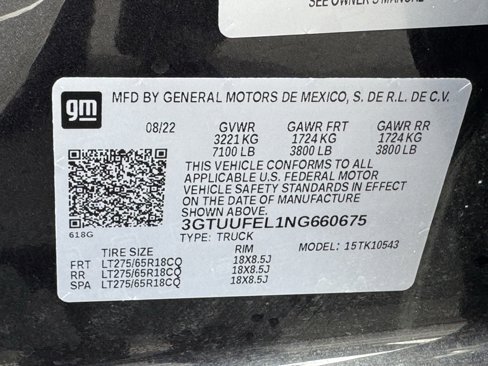 SEE OWNER'S MANUAL
gm
MFD BY GENERAL MOTORS DE MEXICO, S. DE R.L. DE C.V.
08/22 GVWR GAWR FRT GAWR RR
3221 KG 1724 KG 1724 KG
7100 LB 3800 LB 3800 LB
THIS VEHICLE CONFORMS TO ALL
APPLICABLE U.S. FEDERAL MOTOR
VEHICLE SAFETY STANDARDS IN EFFECT
ON THE DATE OF MANUFACTURE
SHOWN ABOVE.
618G 3GTUUFEL1NG660675
TYPE: TRUCK MODEL: 15TK10543
TIRE SIZE RIM
FRT LT275/65R18CQ 18X8.5J
RR LT275/65R18CQ 18X8.5J
SPA LT275/65R18CQ 18X8.5J